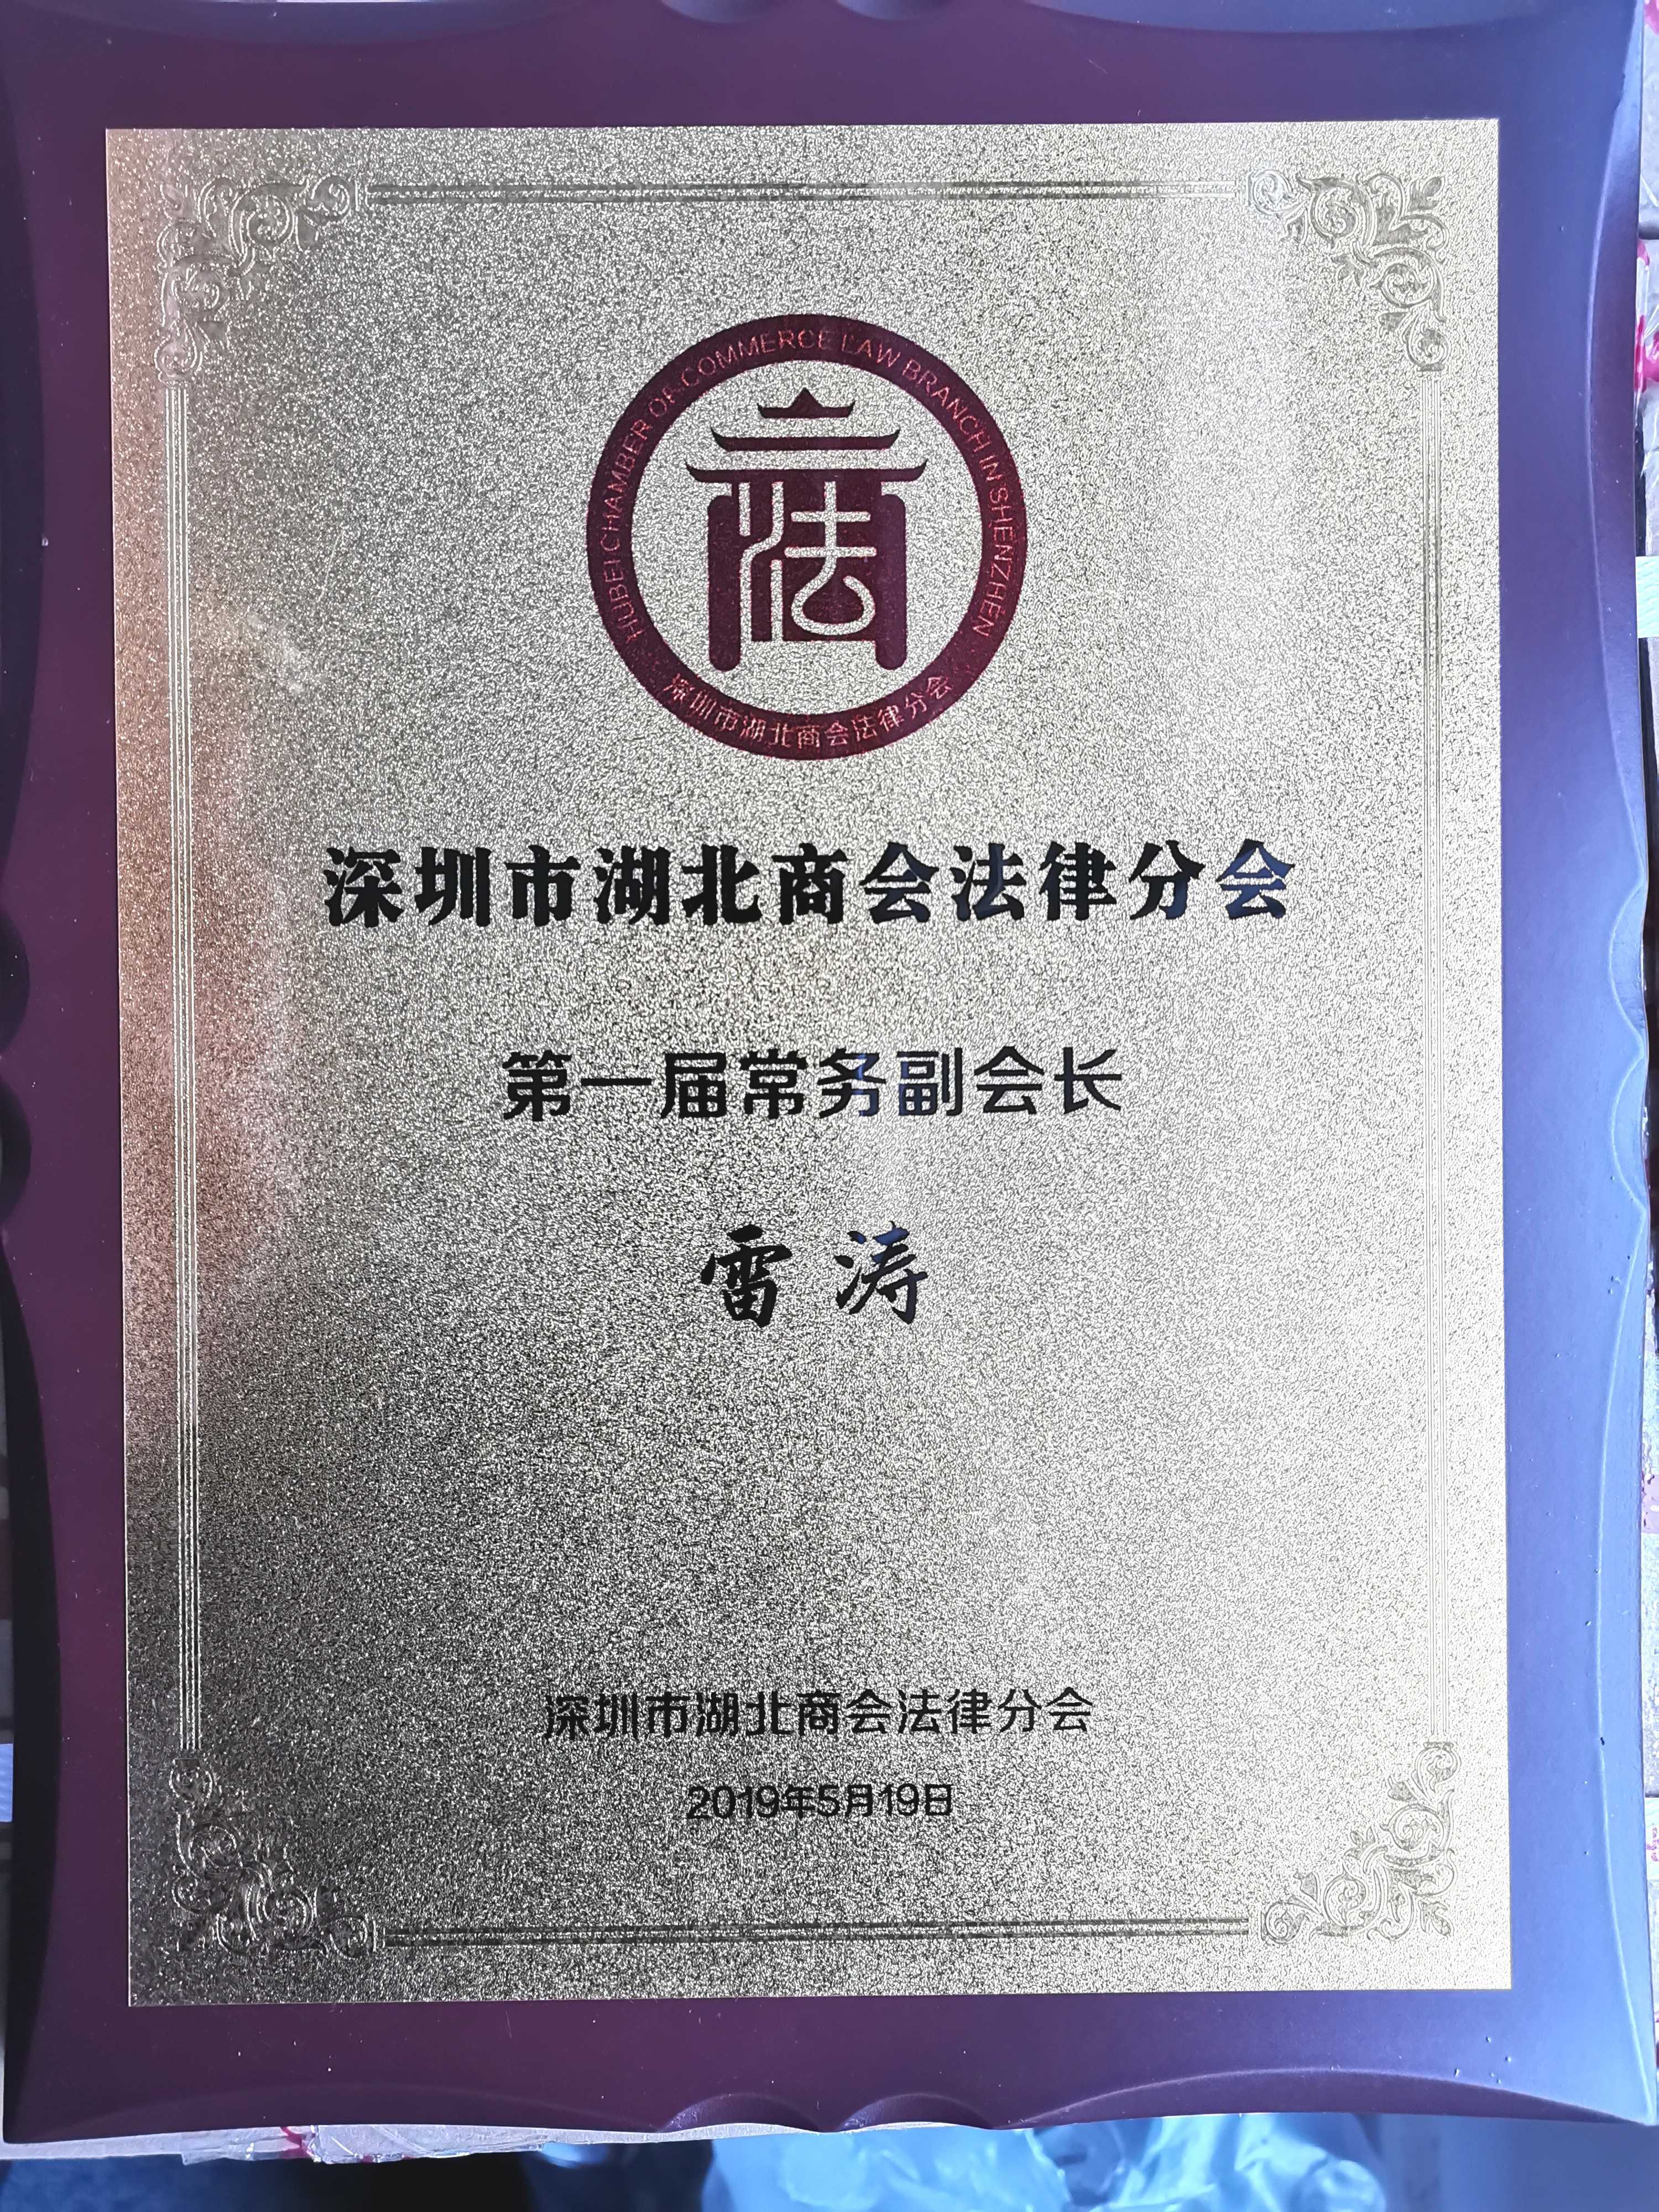 HUBEI CHAMBER OF COMMERCE LAW BRANCH IN SHENZHEN
法
深圳市湖北商会法律分会
深圳市湖北商会法律分会
第一届常务副会长
雷涛
深圳市湖北商会法律分会
2019年5月19日